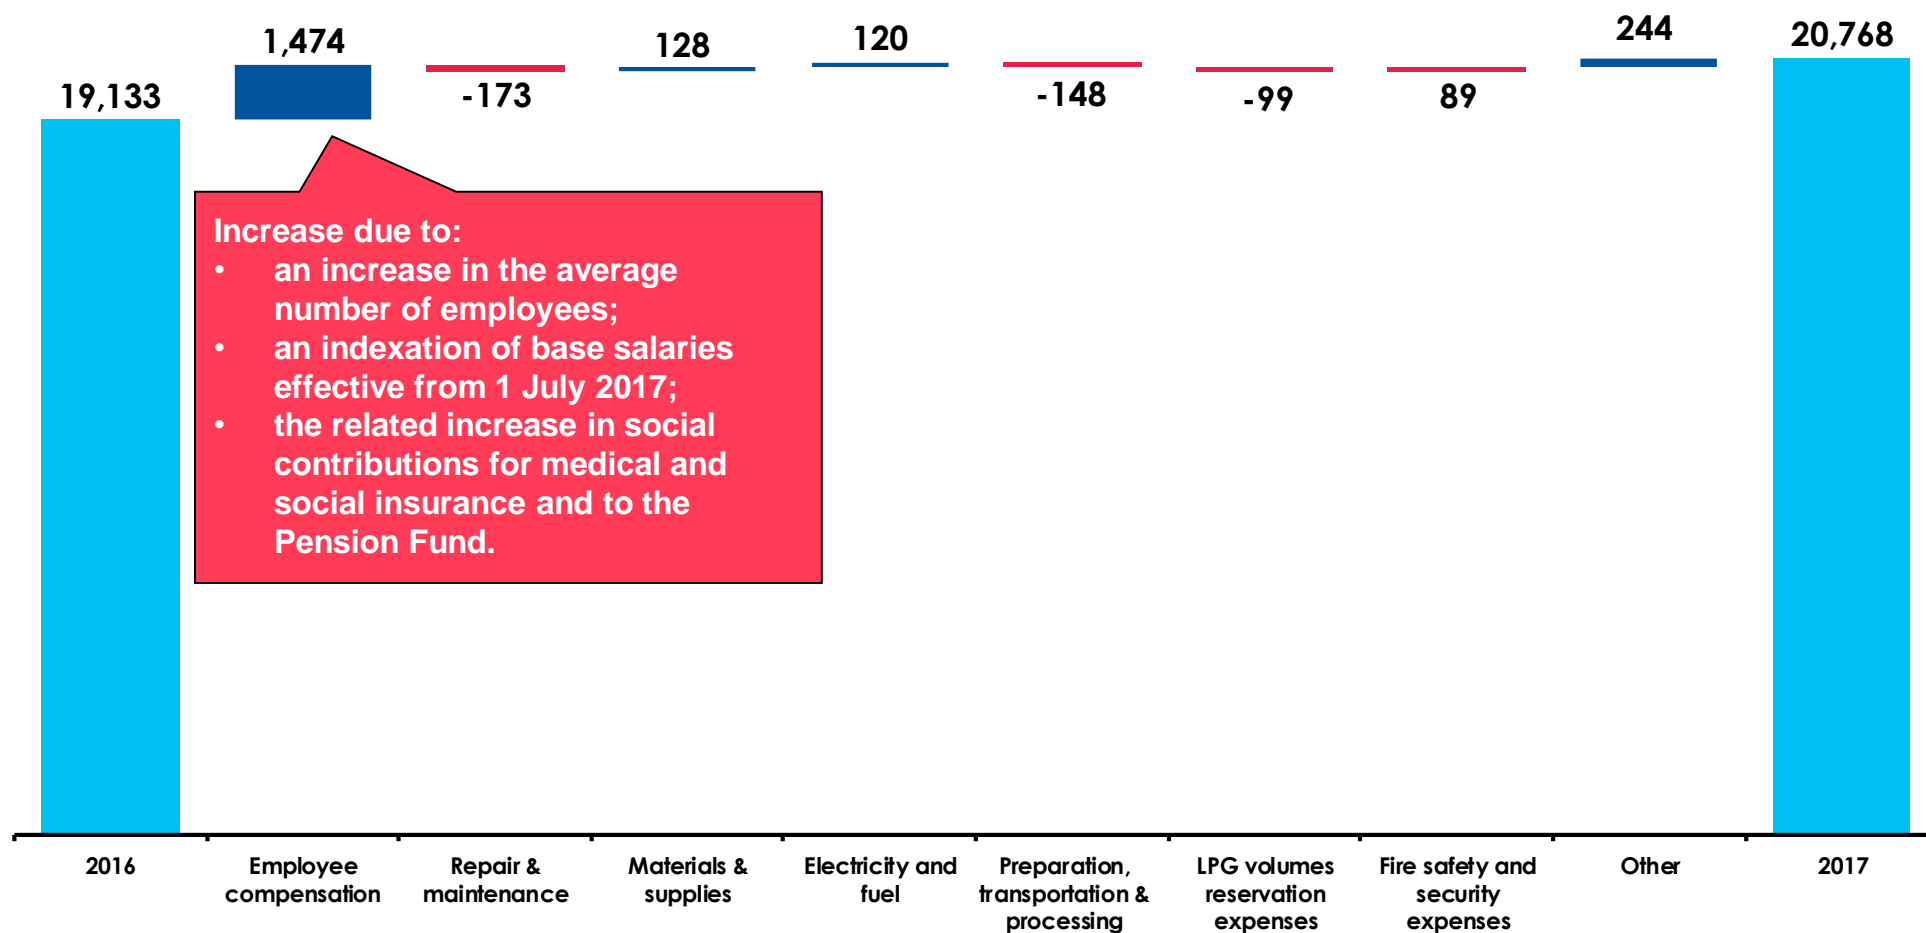 1,474
128
120
244
20,768
19,133
-173
-148
-99
89
Increase due to:
• an increase in the average
number of employees;
• an indexation of base salaries
effective from 1 July 2017;
• the related increase in social
contributions for medical and
social insurance and to the
Pension Fund.
2016
Employee
compensation
Repair &
maintenance
Materials &
supplies
Electricity and
fuel
Preparation,
transportation &
processing
LPG volumes
reservation
expenses
Fire safety and
security
expenses
Other
2017